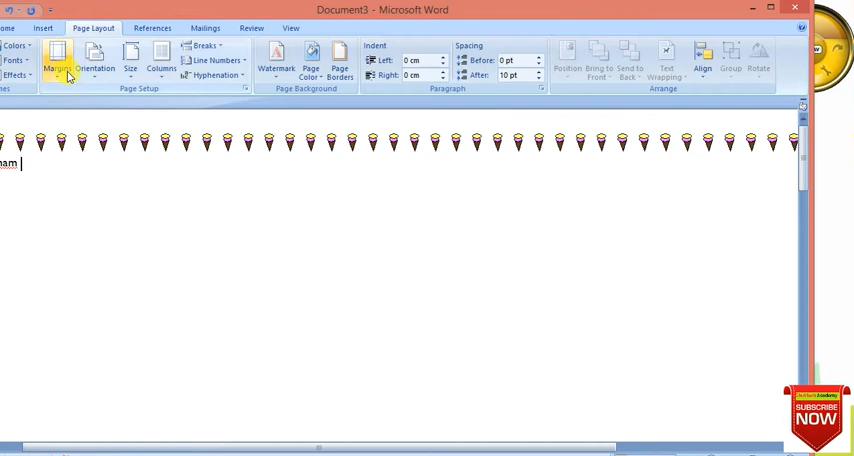 Document3 - Microsoft Word
ome Insert Page Layout References Mailings Review View
Colors Breaks Indent Spacing
Fonts Line Numbers Left: 0 cm Before: 0 pt
Effects Hyphenation Right: 0 cm After: 10 pt
Margins Orientation Size Columns Watermark Page Color Page Borders Position Bring to Front Send to Back Text Wrapping Align Group Rotate
nes Page Setup Page Background Paragraph Arrange
nam
Academy
SUBSCRIBE
NOW